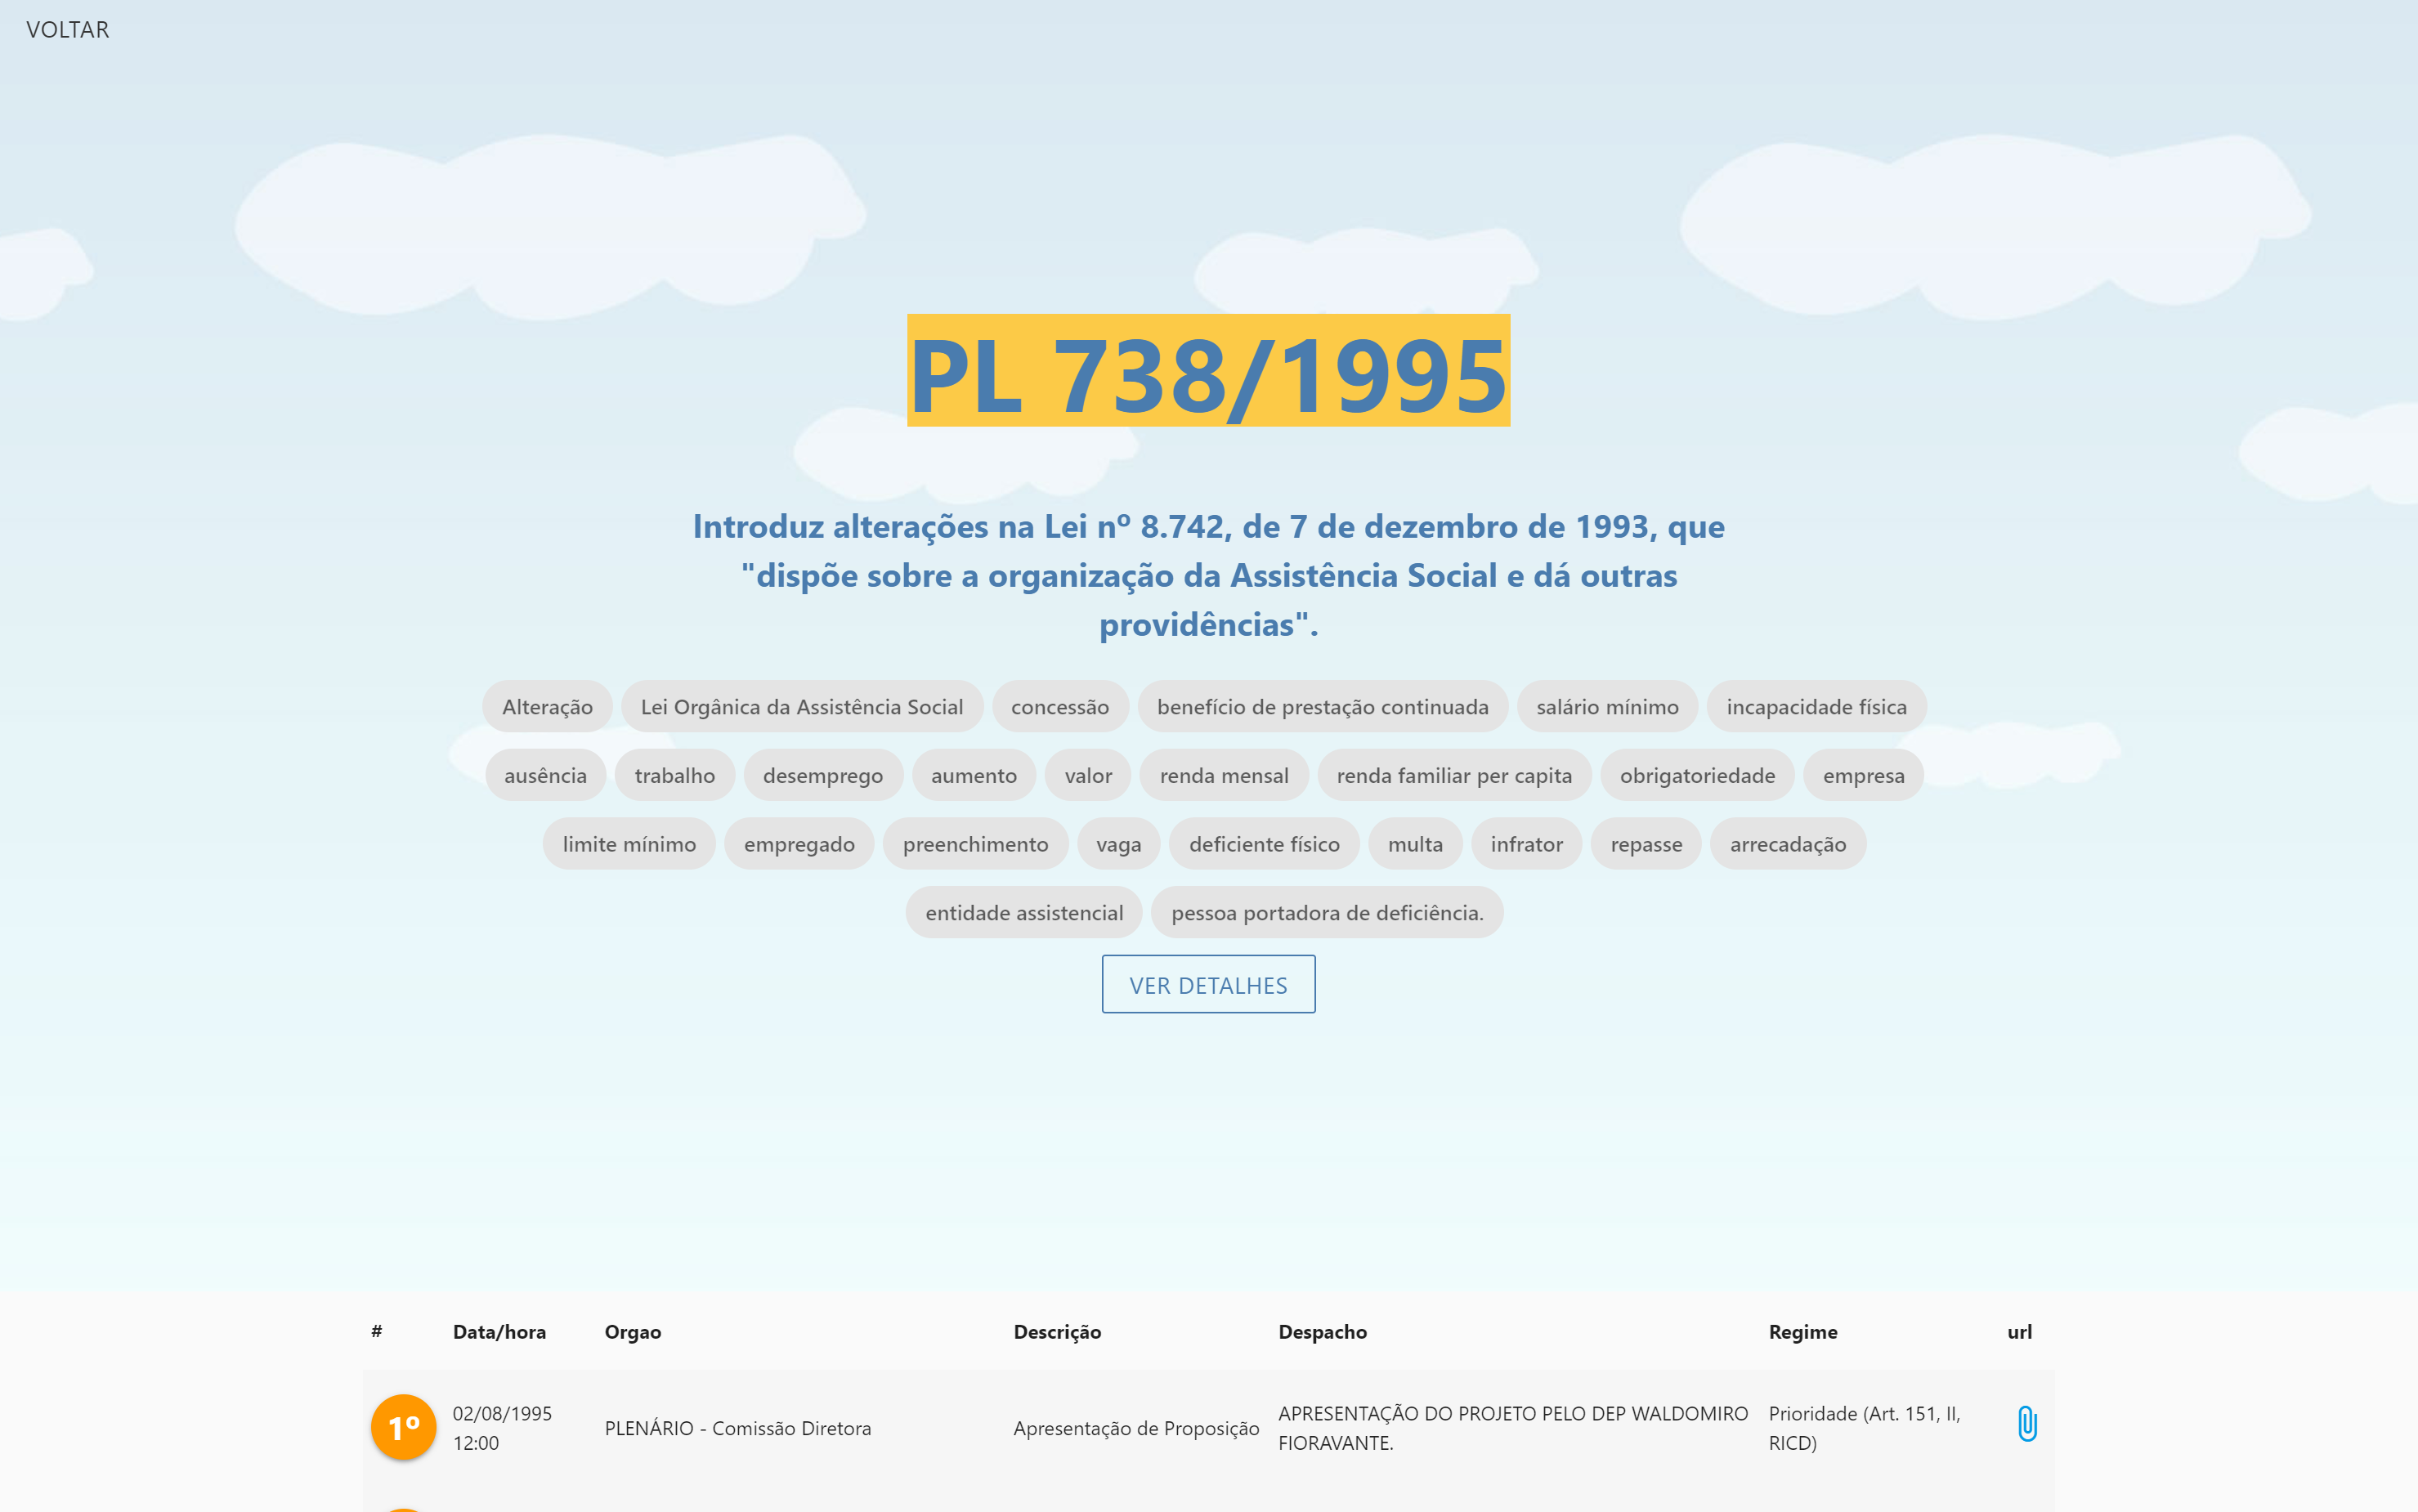 VOLTAR
PL 738/1995
Introduz alterações na Lei nº 8.742, de 7 de dezembro de 1993, que
"dispõe sobre a organização da Assistência Social e dá outras
providências".
Alteração Lei Orgânica da Assistência Social concessão benefício de prestação continuada salário mínimo incapacidade física
ausência trabalho desemprego aumento valor renda mensal renda familiar per capita obrigatoriedade empresa
limite mínimo empregado preenchimento vaga deficiente físico multa infrator repasse arrecadação
entidade assistencial pessoa portadora de deficiência.
VER DETALHES
# Data/hora Orgao Descrição Despacho Regime url
1º 02/08/1995 12:00 PLENÁRIO - Comissão Diretora Apresentação de Proposição APRESENTAÇÃO DO PROJETO PELO DEP WALDOMIRO FIORAVANTE. Prioridade (Art. 151, II, RICD)